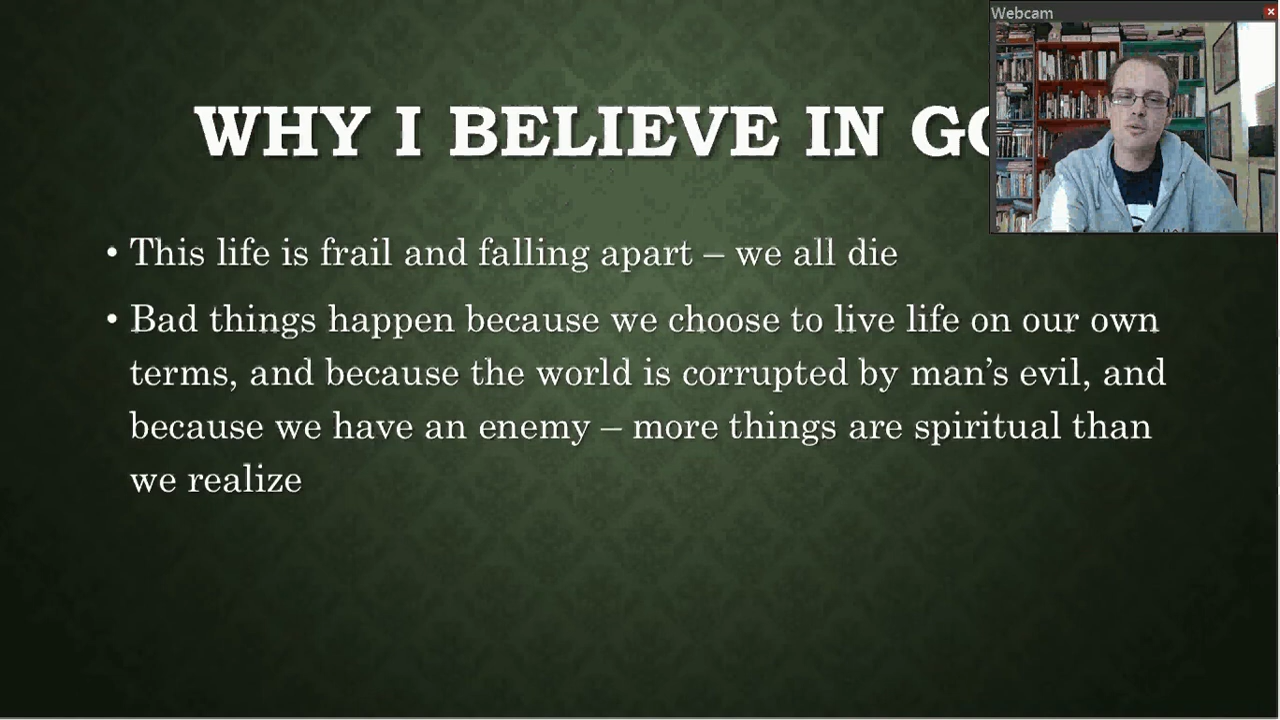 Webcam
WHY I BELIEVE IN
• This life is frail and falling apart – we all die
• Bad things happen because we choose to live life on our own
terms, and because the world is corrupted by man’s evil, and
because we have an enemy – more things are spiritual than
we realize